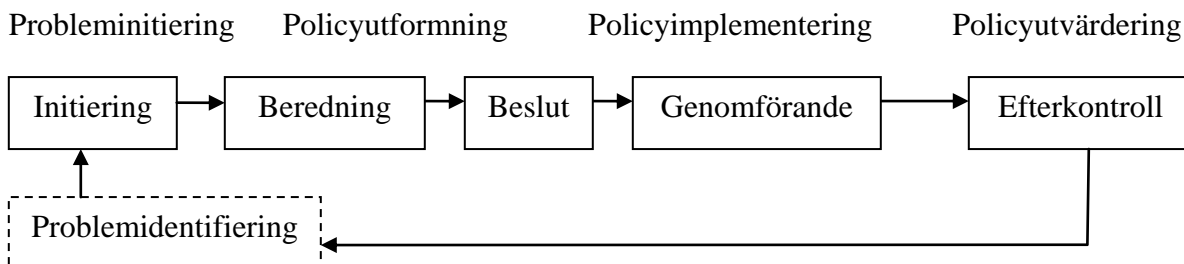 Probleminitiering Policyutformning Policyimplementering Policyutvärdering
Initiering Beredning Beslut Genomförande Efterkontroll
Problemidentifiering